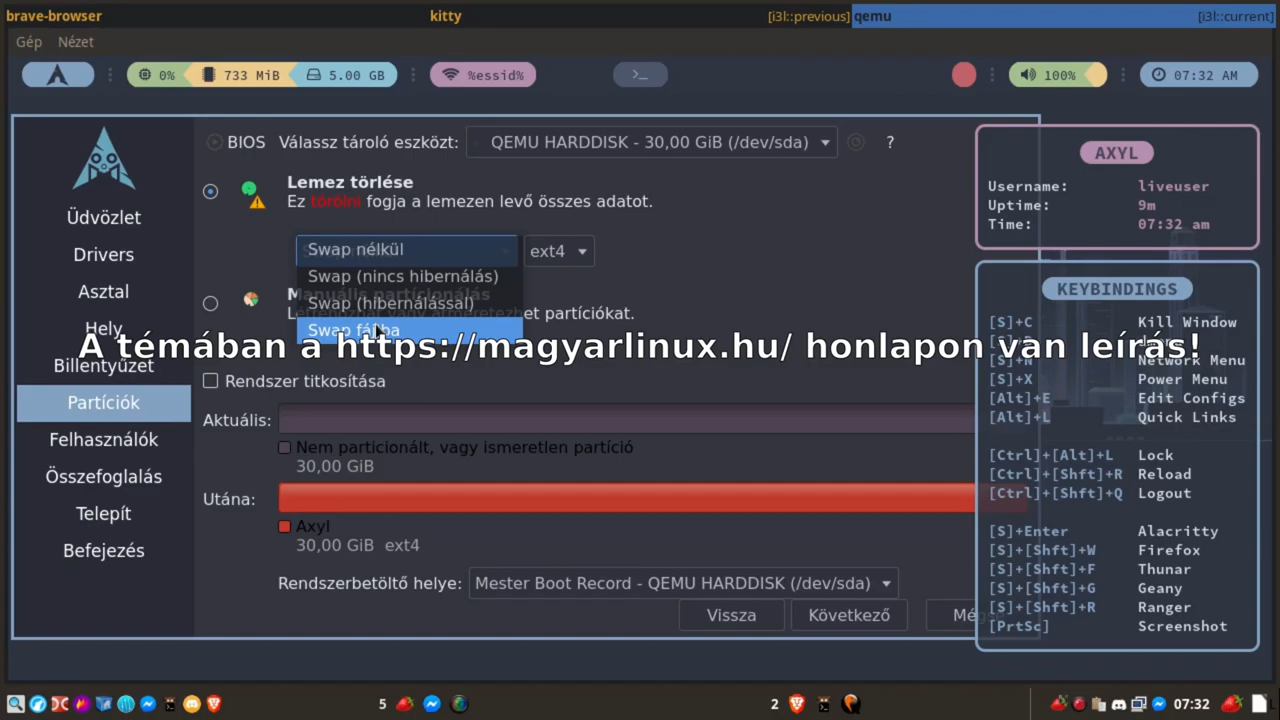 brave-browser
kitty
[i3l::previous]
qemu
[i3l::current]
Gép Nézet
0% 733 MiB 5.00 GB %essid% >_ 100% 07:32 AM
BIOS Válassz tároló eszközt: QEMU HARDDISK - 30,00 GiB (/dev/sda) ?
Lemez törlése
Ez törölni fogja a lemezen levő összes adatot.
Swap nélkül
ext4
Swap (nincs hibernálás)
Swap (hibernálással)
Manuális particionálás
Swap fájlba
Létrehozhat vagy átméretezhet partíciókat.
A témában a https://magyarlinux.hu/ honlapon van leírás!
Rendszer titkosítása
Aktuális:
Nem particionált, vagy ismeretlen partíció
30,00 GiB
Utána:
Axyl
30,00 GiB ext4
Rendszerbetöltő helye: Mester Boot Record - QEMU HARDDISK (/dev/sda)
Vissza
Következő
Üdvözlet
Drivers
Asztal
Hely
Billentyűzet
Partíciók
Felhasználók
Összefoglalás
Telepít
Befejezés
AXYL
Username: liveuser
Uptime: 9m
Time: 07:32 am
KEYBINDINGS
[S]+C Kill Window
[S]+N Network Menu
[S]+X Power Menu
[Alt]+E Edit Configs
[Alt]+L Quick Links
[Ctrl]+[Alt]+L Lock
[Ctrl]+[Shft]+R Reload
[Ctrl]+[Shft]+Q Logout
[S]+Enter Alacritty
[S]+[Shft]+W Firefox
[S]+[Shft]+F Thunar
[S]+[Shft]+G Geany
[S]+[Shft]+R Ranger
[PrtSc] Screenshot
5
2
07:32